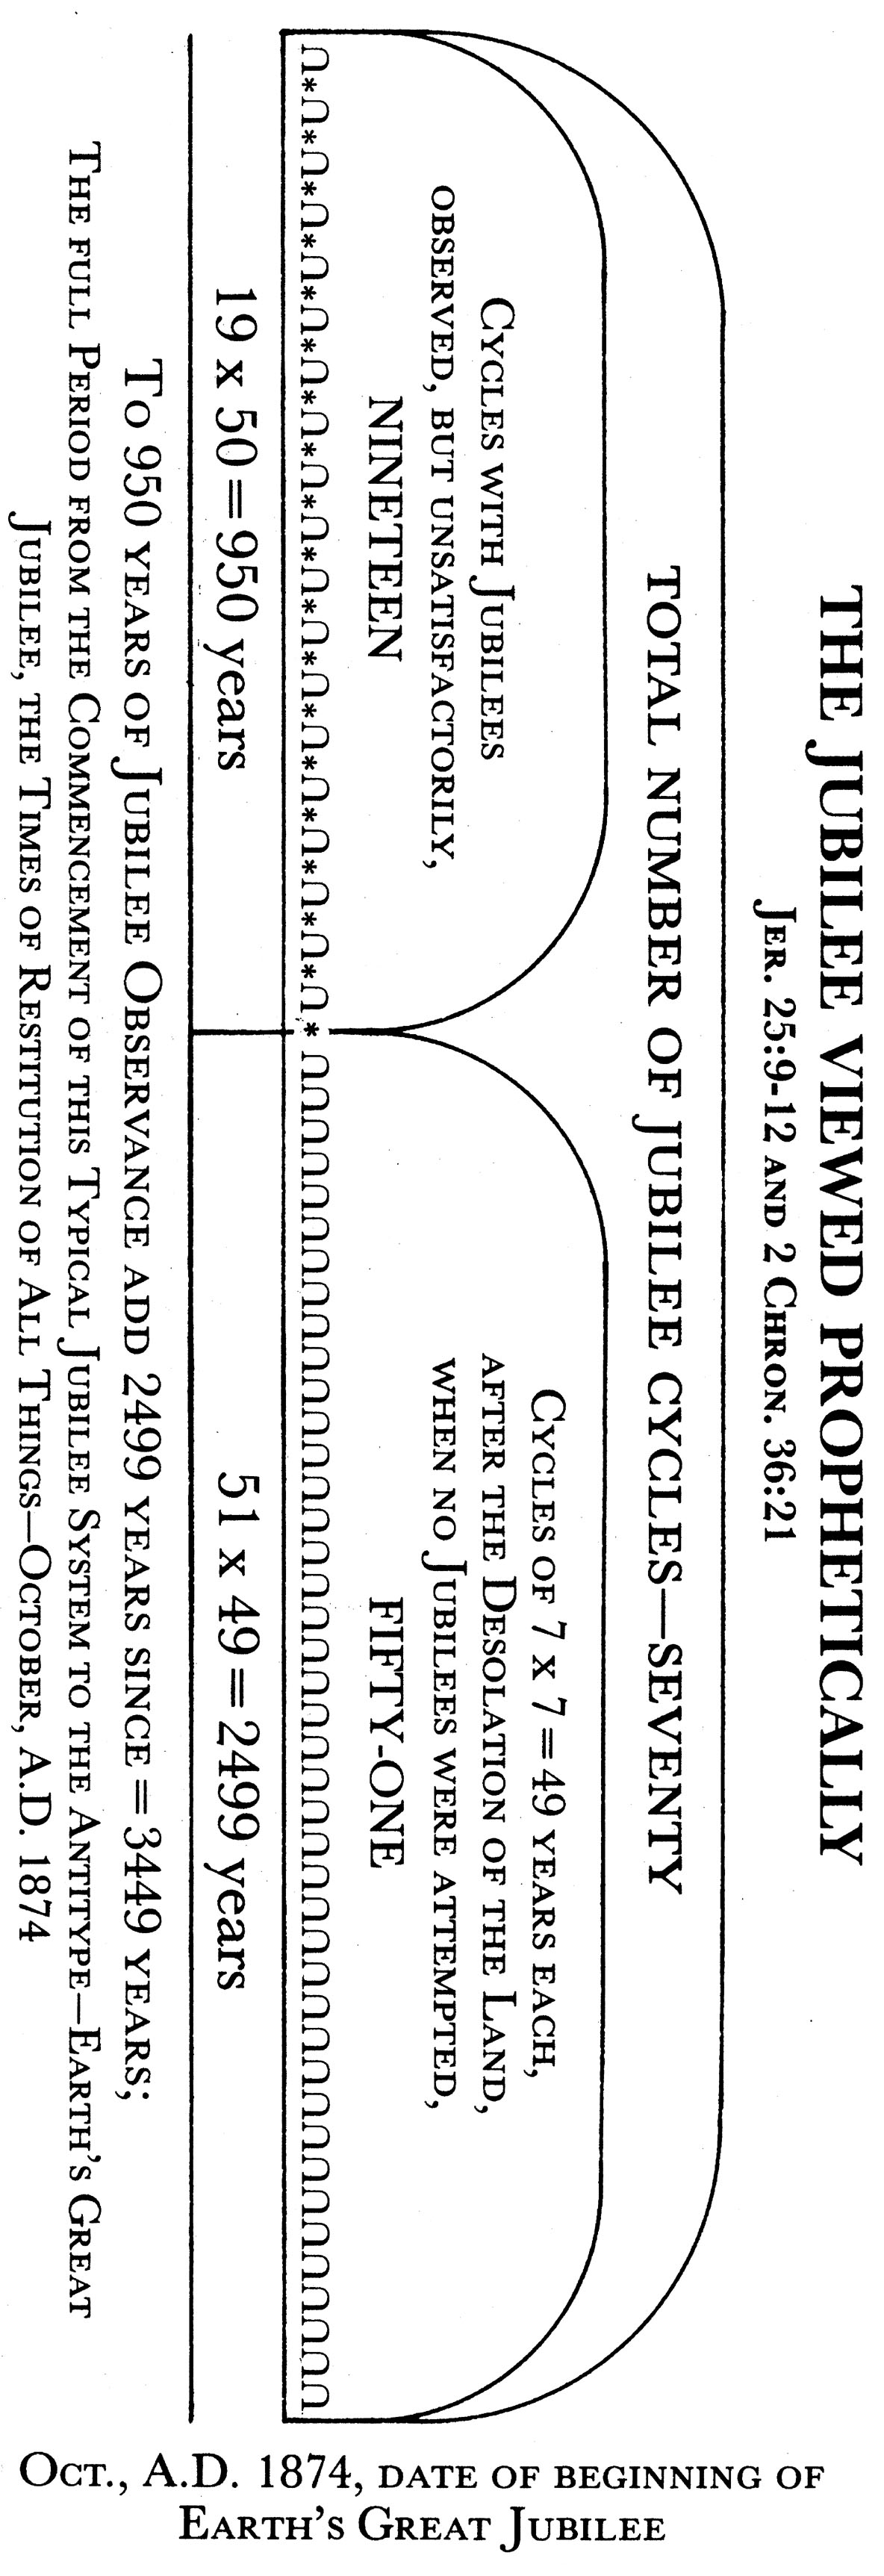 THE JUBILEE VIEWED PROPHETICALLY
JER. 25:9-12 AND 2 CHRON. 36:21
TOTAL NUMBER OF JUBILEE CYCLES—SEVENTY
CYCLES WITH JUBILEES
OBSERVED, BUT UNSATISFACTORILY,
NINETEEN
CYCLES OF 7 x 7 = 49 YEARS EACH,
AFTER THE DESOLATION OF THE LAND,
WHEN NO JUBILEES WERE ATTEMPTED,
FIFTY-ONE
19 x 50 = 950 years
51 x 49 = 2499 years
TO 950 YEARS OF JUBILEE OBSERVANCE ADD 2499 YEARS SINCE = 3449 YEARS;
THE FULL PERIOD FROM THE COMMENCEMENT OF THIS TYPICAL JUBILEE SYSTEM TO THE ANTITYPE—EARTH'S GREAT
JUBILEE, THE TIMES OF RESTITUTION OF ALL THINGS—OCTOBER, A.D. 1874
OCT., A.D. 1874, DATE OF BEGINNING OF
EARTH'S GREAT JUBILEE